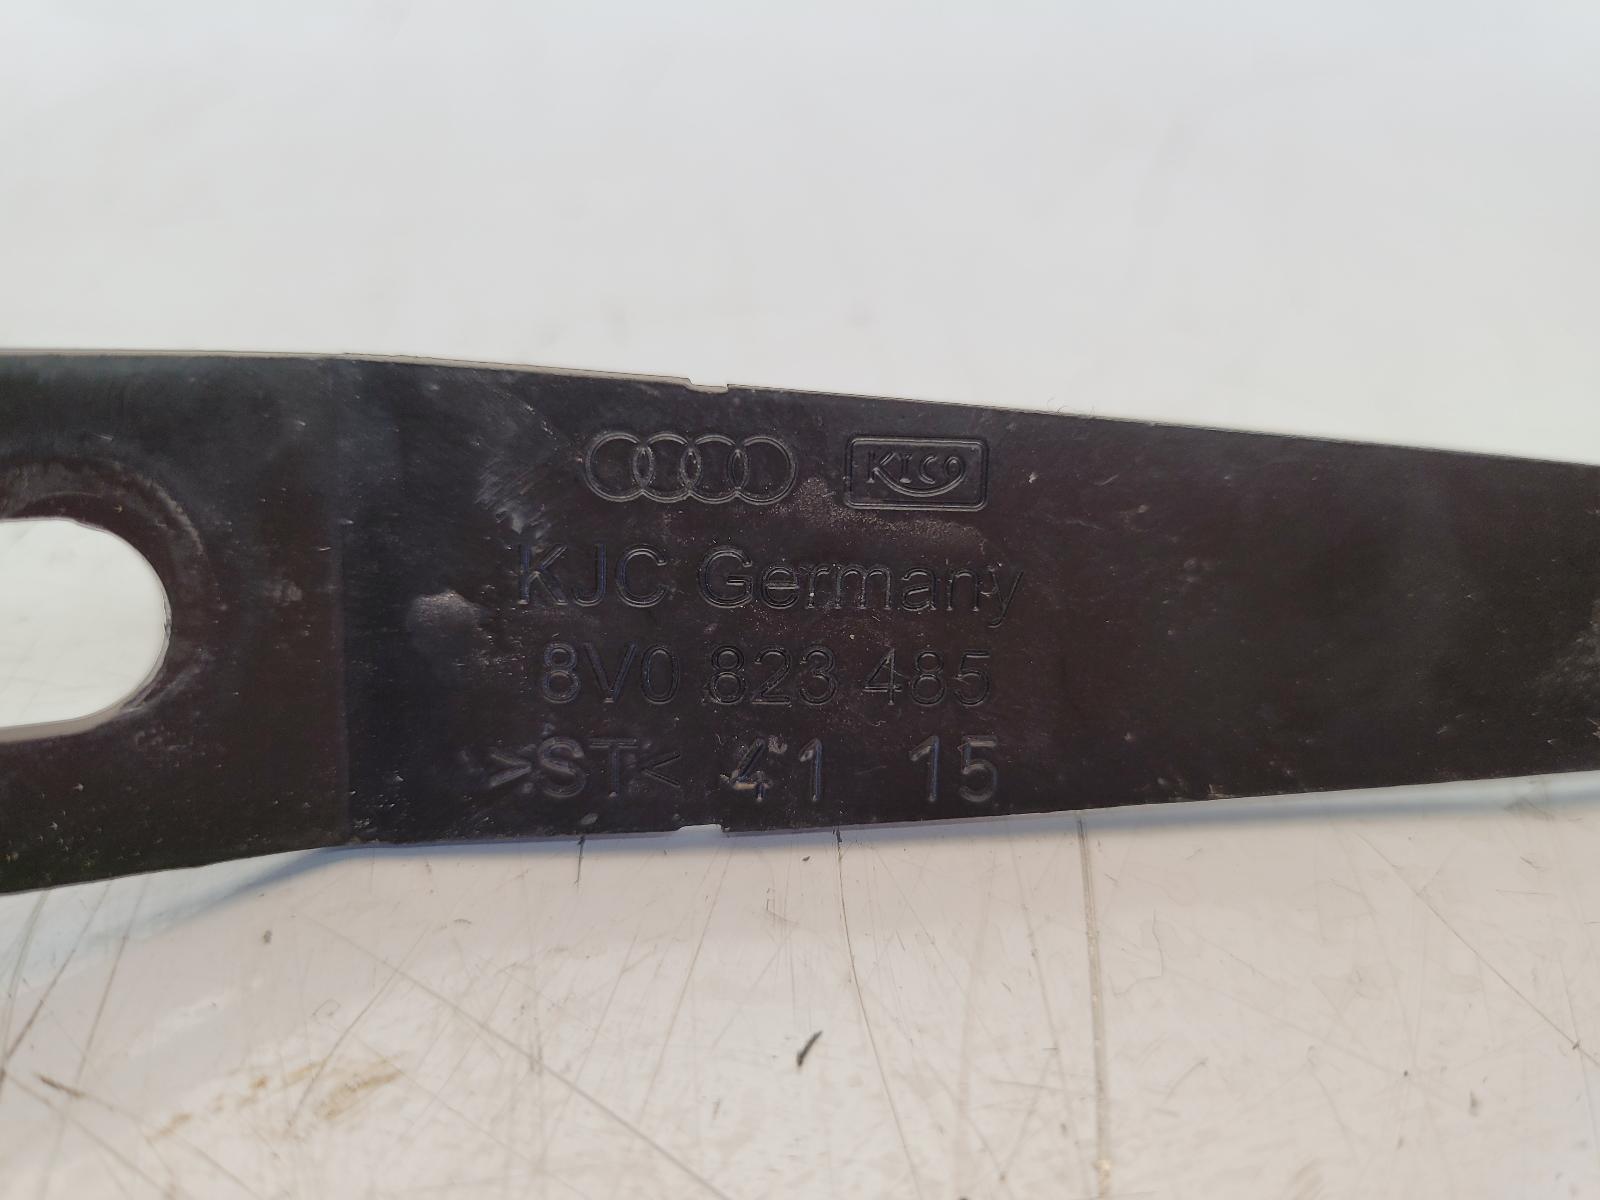 KICO
KJC Germany
8V0 823 485
>ST< 41 15